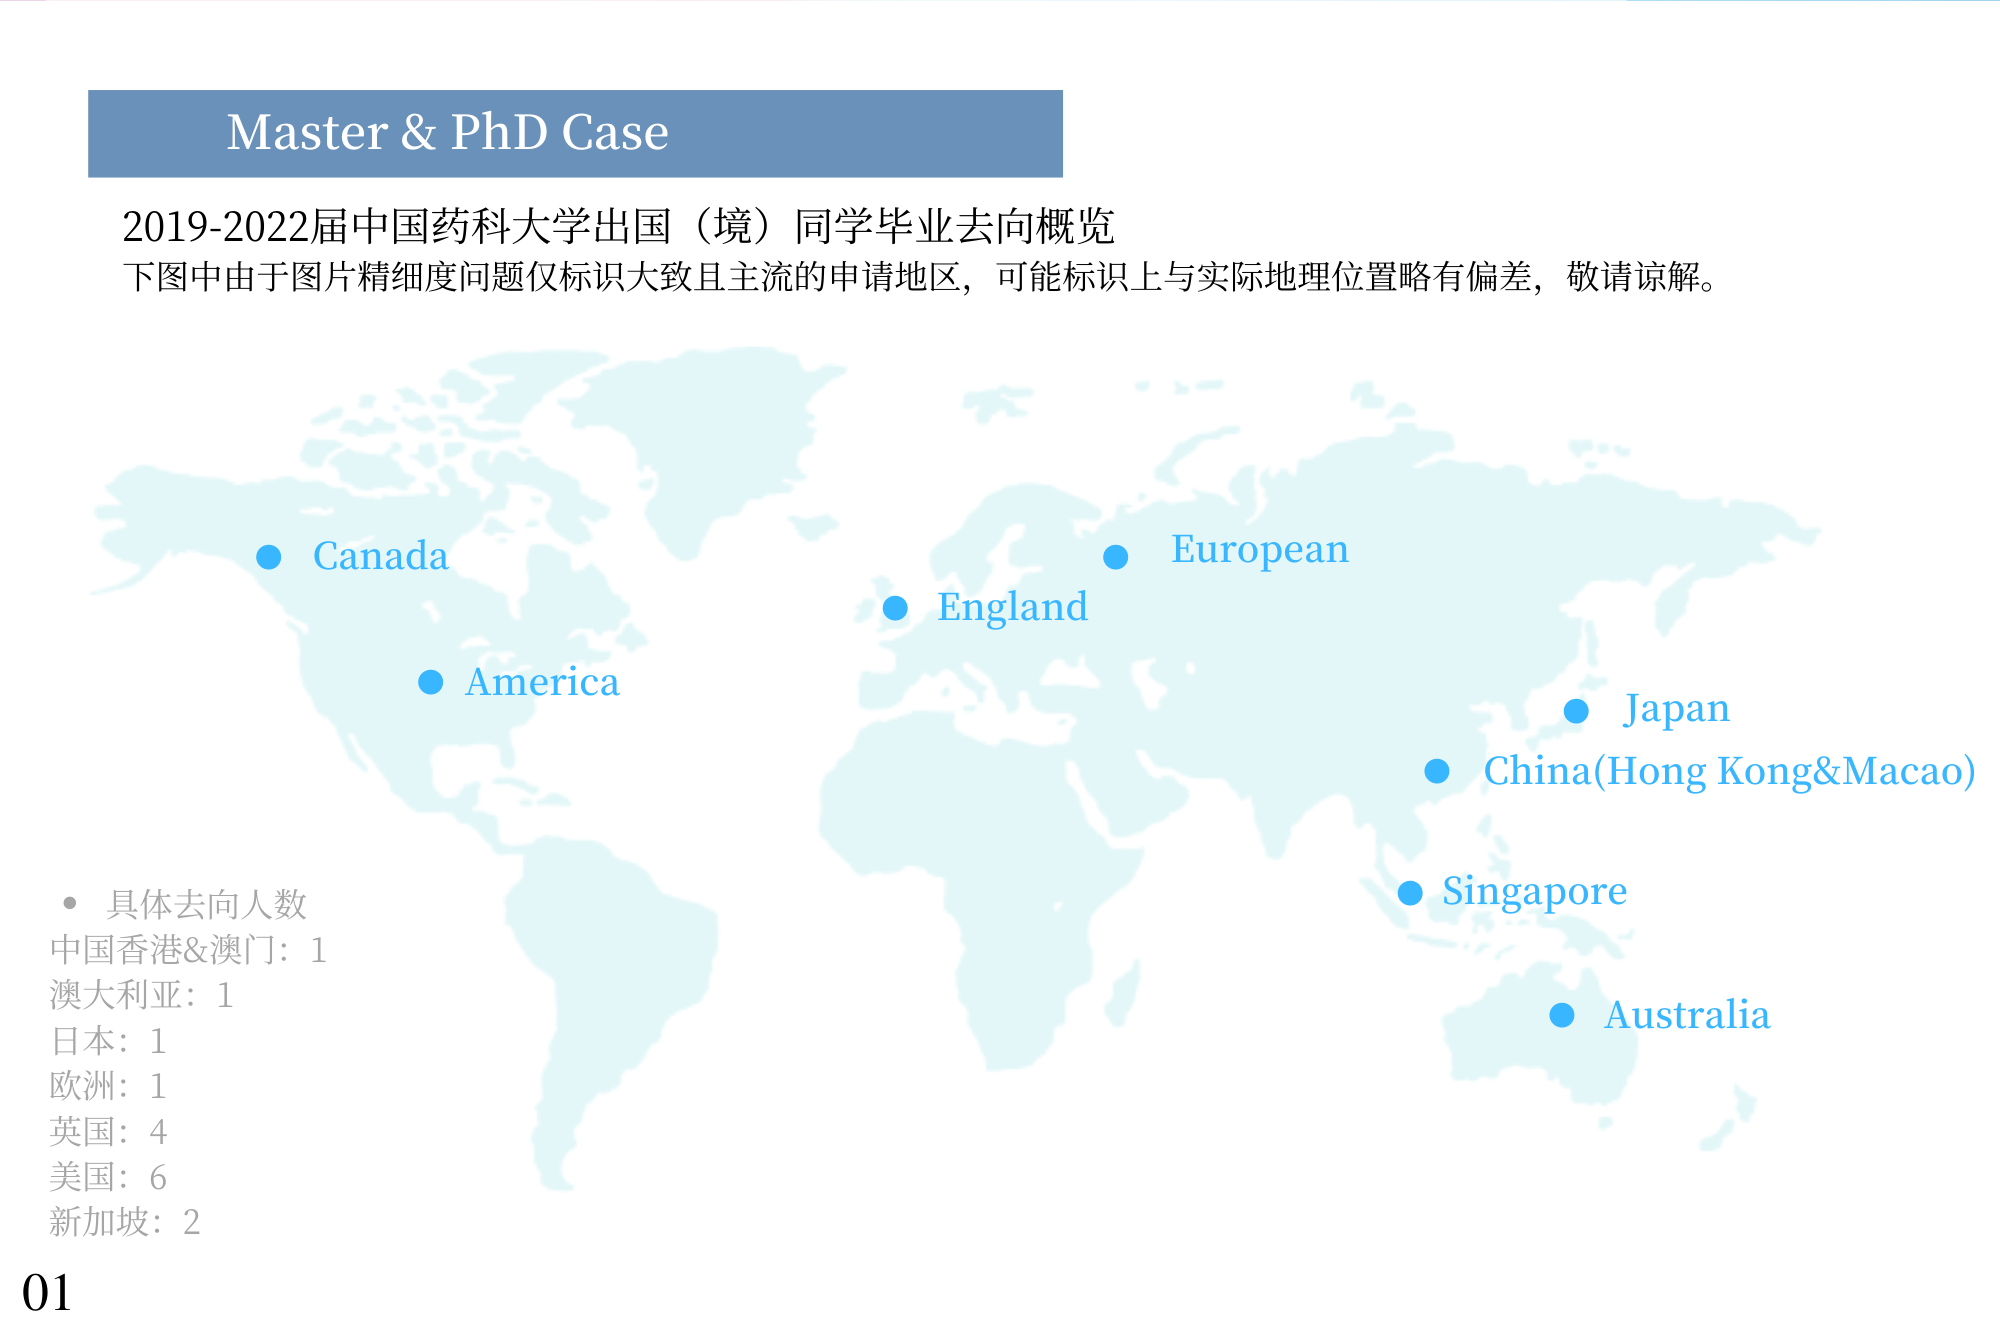 Master & PhD Case
2019-2022届中国药科大学出国（境）同学毕业去向概览
下图中由于图片精细度问题仅标识大致且主流的申请地区，可能标识上与实际地理位置略有偏差，敬请谅解。
Canada
European
England
America
Japan
China(Hong Kong&Macao)
Singapore
Australia
• 具体去向人数
中国香港&澳门：1
澳大利亚：1
日本：1
欧洲：1
英国：4
美国：6
新加坡：2
01